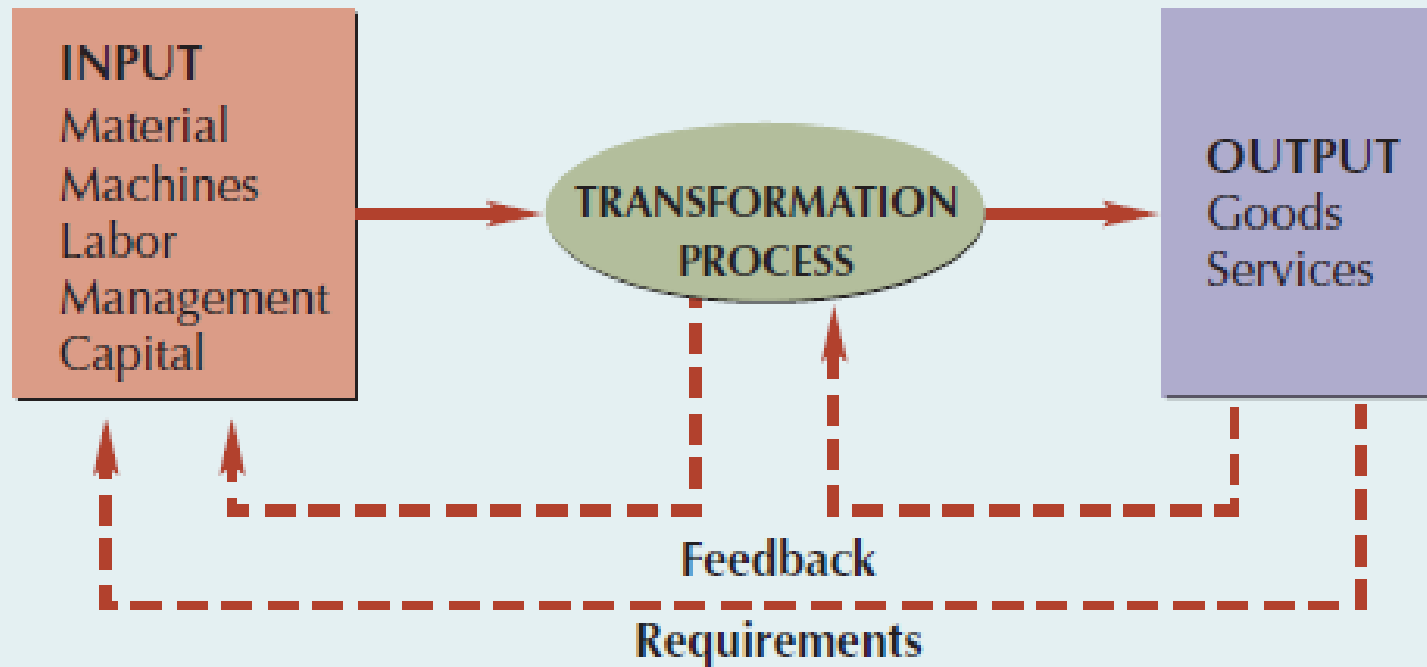 INPUT
Material
Machines
Labor
Management
Capital
TRANSFORMATION
PROCESS
OUTPUT
Goods
Services
Feedback
Requirements